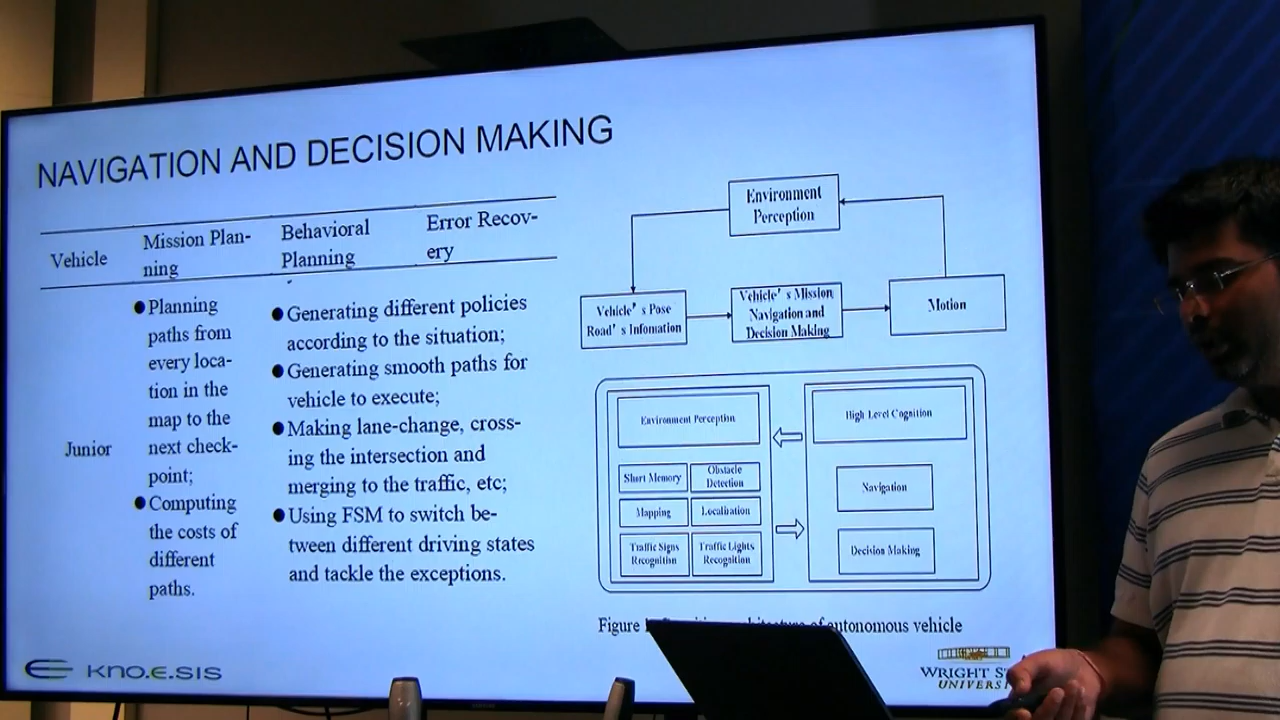 NAVIGATION AND DECISION MAKING
Vehicle
Mission Plan-
ning
Behavioral
Planning
Error Recov-
ery
Junior
● Planning
paths from
every loca-
tion in the
map to the
next check-
point;
● Computing
the costs of
different
paths.
● Generating different policies
according to the situation;
● Generating smooth paths for
vehicle to execute;
● Making lane-change, cross-
ing the intersection and
merging to the traffic, etc;
● Using FSM to switch be-
tween different driving states
and tackle the exceptions.
Environment
Perception
Vehicle's Pose
Road's Infomation
Vehicle's Mission
Navigation and
Decision Making
Motion
Environment Perception
Short Memory
Obstacle
Detection
Mapping
Localization
Traffic Signs
Recognition
Traffic Lights
Recognition
High Level Cognition
Navigation
Decision Making
Figure of autonomous vehicle
KNO.E.SIS
WRIGHT